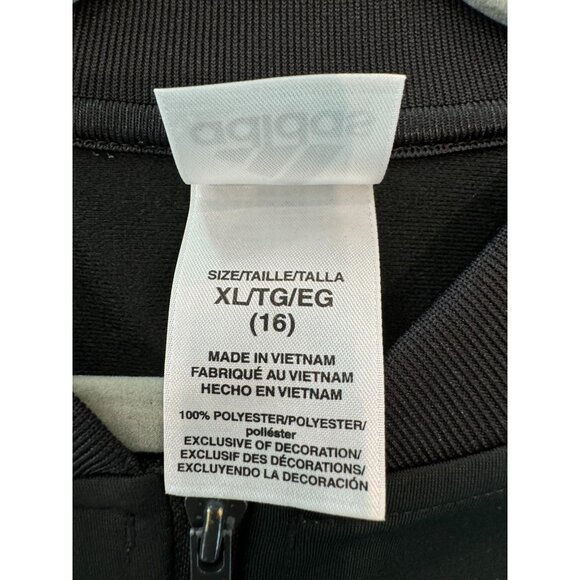 adidas
SIZE/TAILLE/TALLA
XL/TG/EG
(16)
MADE IN VIETNAM
FABRIQUÉ AU VIETNAM
HECHO EN VIETNAM
100% POLYESTER/POLYESTER/
poliéster
EXCLUSIVE OF DECORATION/
EXCLUSIF DES DÉCORATIONS/
EXCLUYENDO LA DECORACIÓN